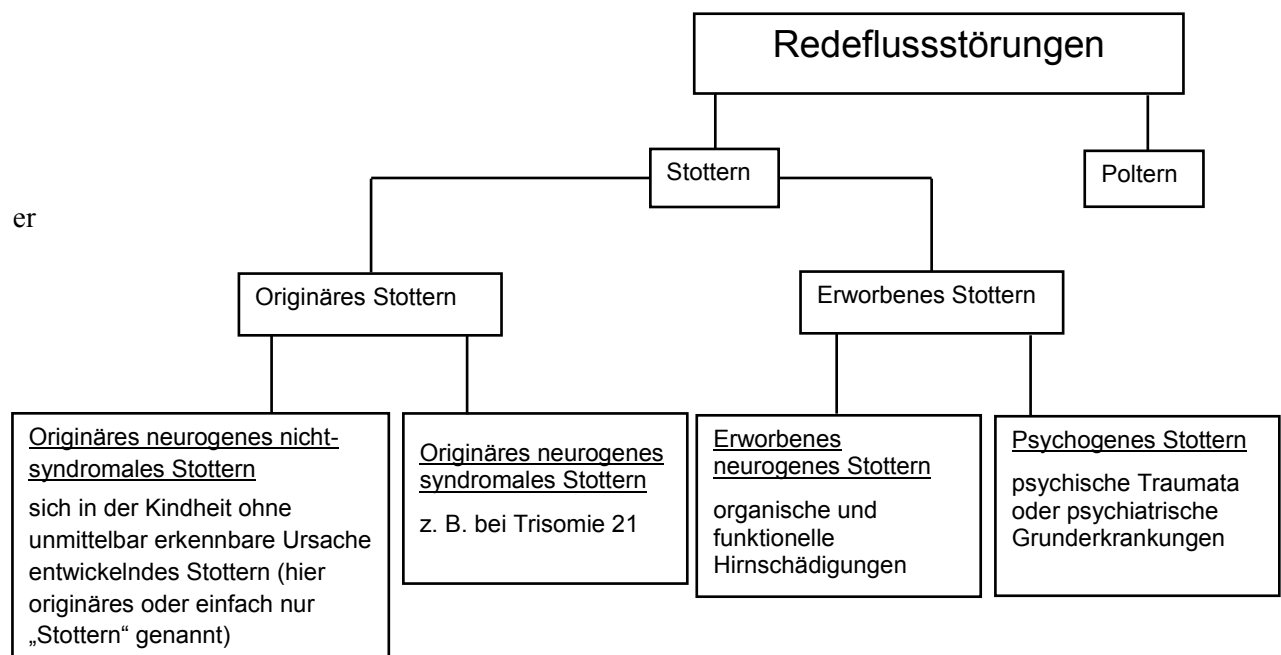 Redeflussstörungen
Stottern
Poltern
er
Originäres Stottern
Erworbenes Stottern
Originäres neurogenes nicht-
syndromales Stottern
sich in der Kindheit ohne
unmittelbar erkennbare Ursache
entwickelndes Stottern (hier
originäres oder einfach nur
„Stottern“ genannt)
Originäres neurogenes
syndromales Stottern
z. B. bei Trisomie 21
Erworbenes
neurogenes Stottern
organische und
funktionelle
Hirnschädigungen
Psychogenes Stottern
psychische Traumata
oder psychiatrische
Grunderkrankungen